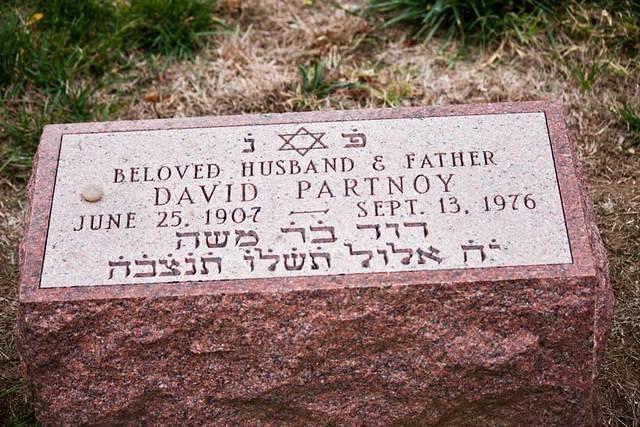 פ נ
BELOVED HUSBAND & FATHER
DAVID PARTNOY
JUNE 25, 1907 — SEPT. 13, 1976
דוד בר משה
יח אלול תשלו תנצבה